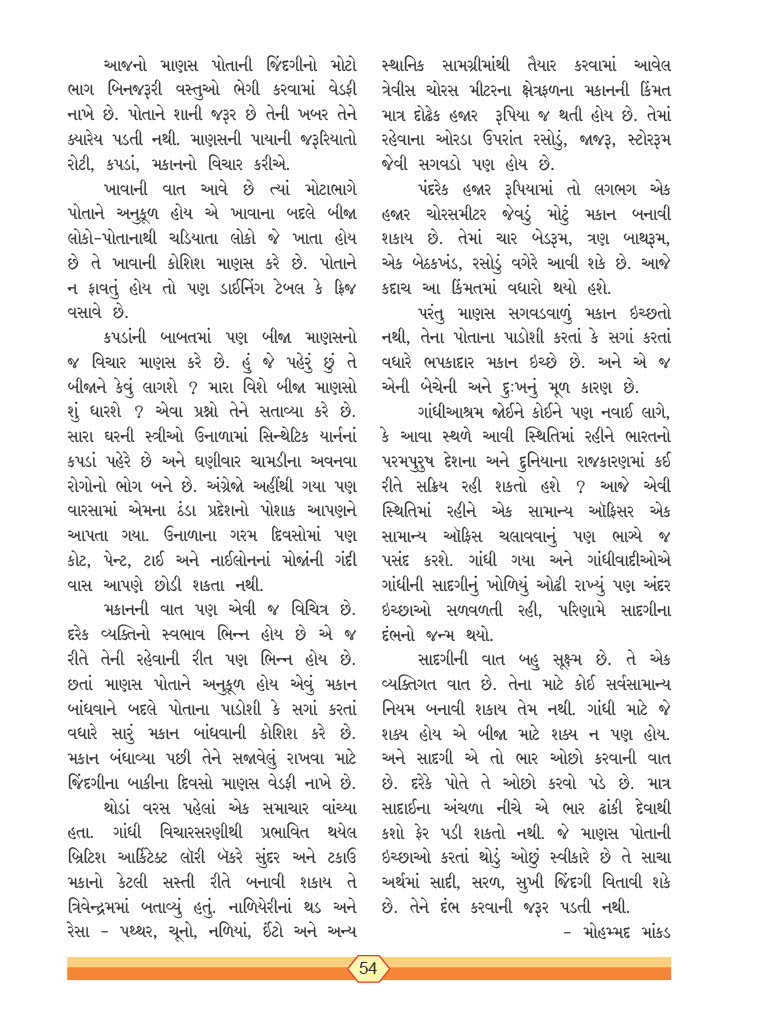 આજનો માણસ પોતાની જિંદગીનો મોટો
ભાગ બિનજરૂરી વસ્તુઓ ભેગી કરવામાં વેડફી
નાખે છે. પોતાને શાની જરૂર છે તેની ખબર તેને
ક્યારેય પડતી નથી. માણસની પાયાની જરૂરિયાતો
રોટી, કપડાં, મકાનનો વિચાર કરીએ.
ખાવાની વાત આવે છે ત્યાં મોટાભાગે
પોતાને અનુકૂળ હોય એ ખાવાના બદલે બીજા
લોકો-પોતાનાથી ચડિયાતા લોકો જે ખાતા હોય
છે તે ખાવાની કોશિશ માણસ કરે છે. પોતાને
ન ફાવતું હોય તો પણ ડાઈનિંગ ટેબલ કે ફ્રિજ
વસાવે છે.
કપડાંની બાબતમાં પણ બીજા માણસનો
જ વિચાર માણસ કરે છે. હું જે પહેરું છું તે
બીજાને કેવું લાગશે ? મારા વિશે બીજા માણસો
શું ધારશે ? એવા પ્રશ્નો તેને સતાવ્યા કરે છે.
સારા ઘરની સ્ત્રીઓ ઉનાળામાં સિન્થેટિક યાર્નનાં
કપડાં પહેરે છે અને ઘણીવાર ચામડીના અવનવા
રોગોનો ભોગ બને છે. અંગ્રેજો અહીંથી ગયા પણ
વારસામાં એમના ઠંડા પ્રદેશનો પોશાક આપણને
આપતા ગયા. ઉનાળાના ગરમ દિવસોમાં પણ
કોટ, પેન્ટ, ટાઈ અને નાઈલોનનાં મોજાંની ગંદી
વાસ આપણે છોડી શકતા નથી.
મકાનની વાત પણ એવી જ વિચિત્ર છે.
દરેક વ્યક્તિનો સ્વભાવ ભિન્ન હોય છે એ જ
રીતે તેની રહેવાની રીત પણ ભિન્ન હોય છે.
છતાં માણસ પોતાને અનુકૂળ હોય એવું મકાન
બાંધવાને બદલે પોતાના પાડોશી કે સગાં કરતાં
વધારે સારું મકાન બાંધવાની કોશિશ કરે છે.
મકાન બંધાવ્યા પછી તેને સજાવેલું રાખવા માટે
જિંદગીના બાકીના દિવસો માણસ વેડફી નાખે છે.
થોડાં વરસ પહેલાં એક સમાચાર વાંચ્યા
હતા. ગાંધી વિચારસરણીથી પ્રભાવિત થયેલ
બ્રિટિશ આર્કિટેક્ટ લૉરી બૅકરે સુંદર અને ટકાઉ
મકાનો કેટલી સસ્તી રીતે બનાવી શકાય તે
ત્રિવેન્દ્રમમાં બતાવ્યું હતું. નાળિયેરીનાં થડ અને
રેસા - પથ્થર, ચૂનો, નળિયાં, ઈંટો અને અન્ય
સ્થાનિક સામગ્રીમાંથી તૈયાર કરવામાં આવેલ
ત્રેવીસ ચોરસ મીટરના ક્ષેત્રફળના મકાનની કિંમત
માત્ર દોઢેક હજાર રૂપિયા જ થતી હોય છે. તેમાં
રહેવાના ઓરડા ઉપરાંત રસોડું, જાજરૂ, સ્ટોરરૂમ
જેવી સગવડો પણ હોય છે.
પંદરેક હજાર રૂપિયામાં તો લગભગ એક
હજાર ચોરસમીટર જેવડું મોટું મકાન બનાવી
શકાય છે. તેમાં ચાર બેડરૂમ, ત્રણ બાથરૂમ,
એક બેઠકખંડ, રસોડું વગેરે આવી શકે છે. આજે
કદાચ આ કિંમતમાં વધારો થયો હશે.
પરંતુ માણસ સગવડવાળું મકાન ઇચ્છતો
નથી, તેના પોતાના પાડોશી કરતાં કે સગાં કરતાં
વધારે ભપકાદાર મકાન ઇચ્છે છે. અને એ જ
એની બેચેની અને દુઃખનું મૂળ કારણ છે.
ગાંધીઆશ્રમ જોઈને કોઈને પણ નવાઈ લાગે,
કે આવા સ્થળે આવી સ્થિતિમાં રહીને ભારતનો
પરમપુરુષ દેશના અને દુનિયાના રાજકારણમાં કઈ
રીતે સક્રિય રહી શકતો હશે ? આજે એવી
સ્થિતિમાં રહીને એક સામાન્ય ઑફિસર એક
સામાન્ય ઑફિસ ચલાવવાનું પણ ભાગ્યે જ
પસંદ કરશે. ગાંધી ગયા અને ગાંધીવાદીઓએ
ગાંધીની સાદગીનું ખોળિયું ઓઢી રાખ્યું પણ અંદર
ઇચ્છાઓ સળવળતી રહી, પરિણામે સાદગીના
દંભનો જન્મ થયો.
સાદગીની વાત બહુ સૂક્ષ્મ છે. તે એક
વ્યક્તિગત વાત છે. તેના માટે કોઈ સર્વસામાન્ય
નિયમ બનાવી શકાય તેમ નથી. ગાંધી માટે જે
શક્ય હોય એ બીજા માટે શક્ય ન પણ હોય.
અને સાદગી એ તો ભાર ઓછો કરવાની વાત
છે. દરેકે પોતે તે ઓછો કરવો પડે છે. માત્ર
સાદાઈના અંચળા નીચે એ ભાર ઢાંકી દેવાથી
કશો ફેર પડી શકતો નથી. જે માણસ પોતાની
ઇચ્છાઓ કરતાં થોડું ઓછું સ્વીકારે છે તે સાચા
અર્થમાં સાદી, સરળ, સુખી જિંદગી વિતાવી શકે
છે. તેને દંભ કરવાની જરૂર પડતી નથી.
- મોહમ્મદ માંકડ
54